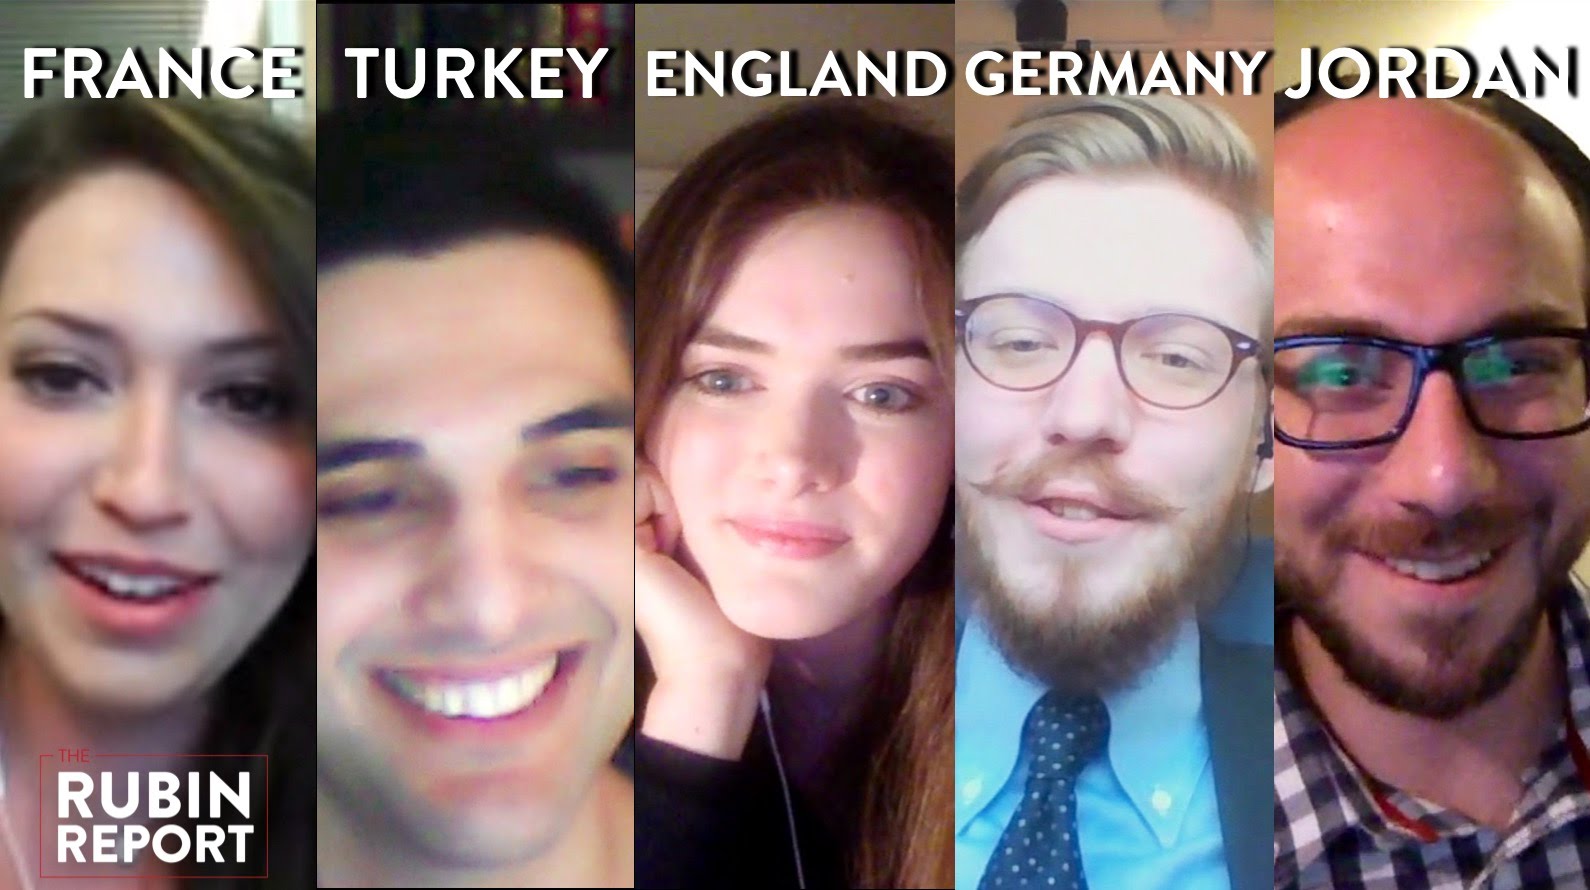 FRANCE
TURKEY
ENGLAND
GERMANY
JORDAN
THE
RUBIN
REPORT